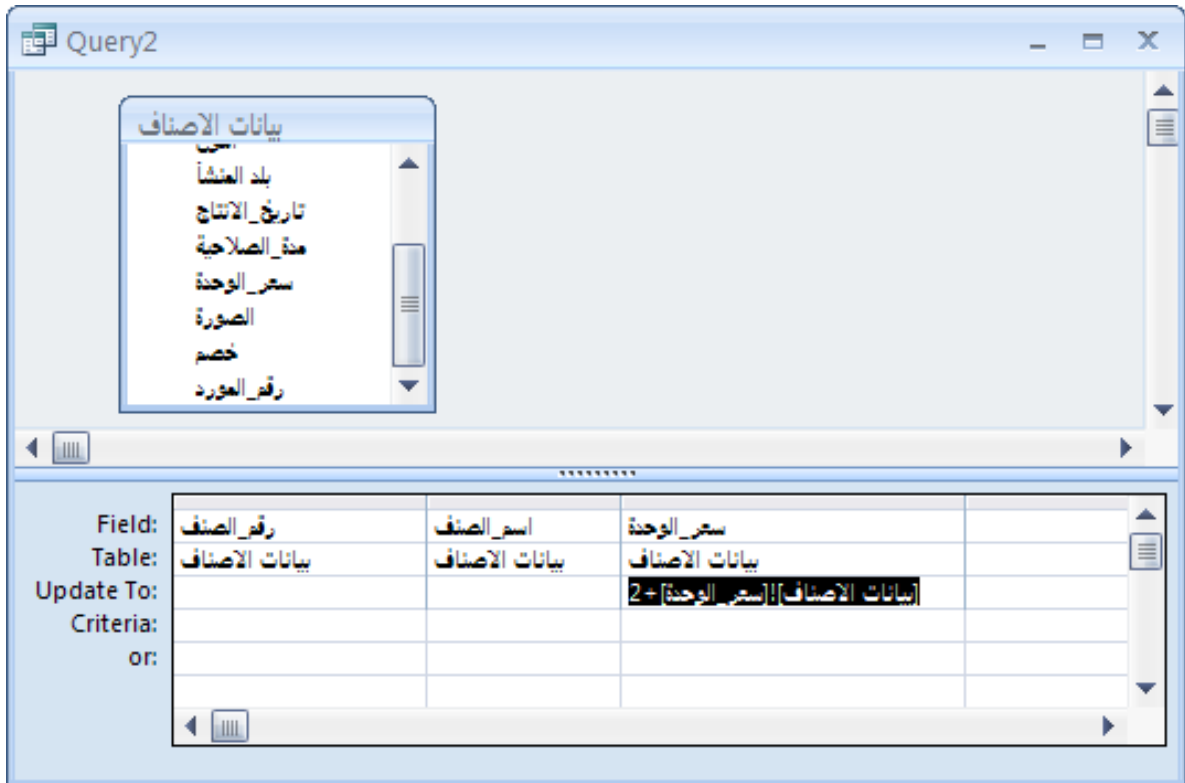 Query2
بيانات الاصناف
بلد المنشأ
تاريخ_الانتاج
مدة_الصلاحية
سعر_الوحدة
الصورة
خصم
رقم_المورد
Field: رقم_الصنف اسم_الصنف سعر_الوحدة
Table: بيانات الاصناف بيانات الاصناف بيانات الاصناف
Update To: [بيانات الاصناف]![سعر_الوحدة]+2
Criteria:
or: